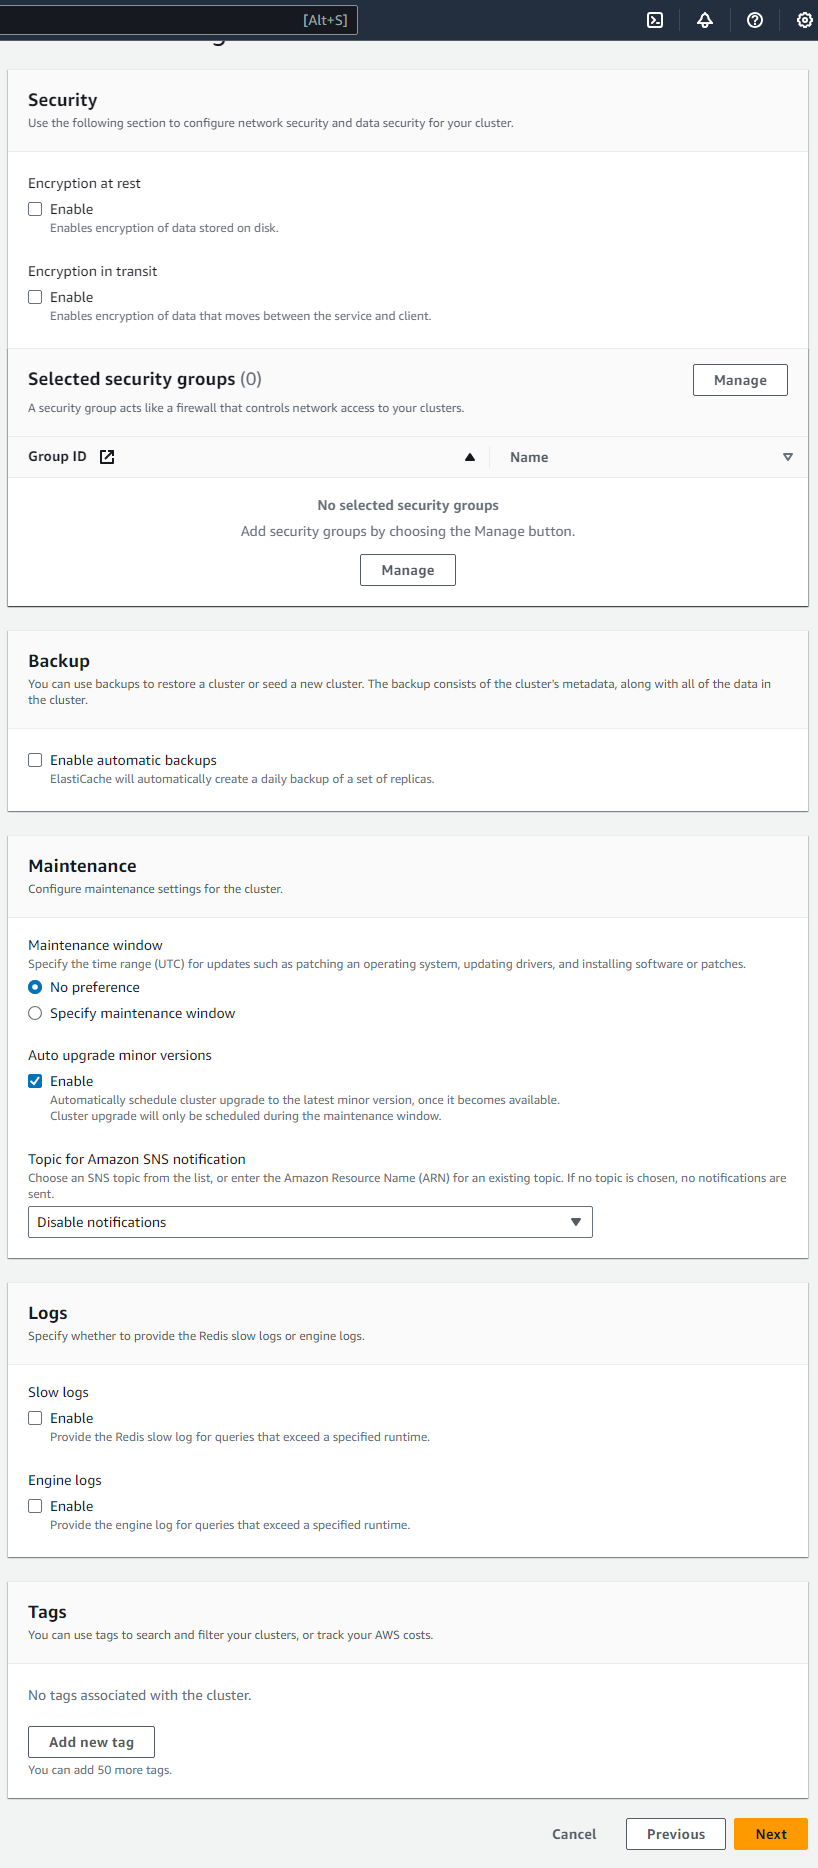 [Alt+S]
Security
Use the following section to configure network security and data security for your cluster.
Encryption at rest
Enable
Enables encryption of data stored on disk.
Encryption in transit
Enable
Enables encryption of data that moves between the service and client.
Selected security groups (0)
Manage
A security group acts like a firewall that controls network access to your clusters.
Group ID
Name
No selected security groups
Add security groups by choosing the Manage button.
Manage
Backup
You can use backups to restore a cluster or seed a new cluster. The backup consists of the cluster's metadata, along with all of the data in
the cluster.
Enable automatic backups
ElastiCache will automatically create a daily backup of a set of replicas.
Maintenance
Configure maintenance settings for the cluster.
Maintenance window
Specify the time range (UTC) for updates such as patching an operating system, updating drivers, and installing software or patches.
No preference
Specify maintenance window
Auto upgrade minor versions
Enable
Automatically schedule cluster upgrade to the latest minor version, once it becomes available.
Cluster upgrade will only be scheduled during the maintenance window.
Topic for Amazon SNS notification
Choose an SNS topic from the list, or enter the Amazon Resource Name (ARN) for an existing topic. If no topic is chosen, no notifications are
sent.
Disable notifications
Logs
Specify whether to provide the Redis slow logs or engine logs.
Slow logs
Enable
Provide the Redis slow log for queries that exceed a specified runtime.
Engine logs
Enable
Provide the engine log for queries that exceed a specified runtime.
Tags
You can use tags to search and filter your clusters, or track your AWS costs.
No tags associated with the cluster.
Add new tag
You can add 50 more tags.
Cancel
Previous
Next